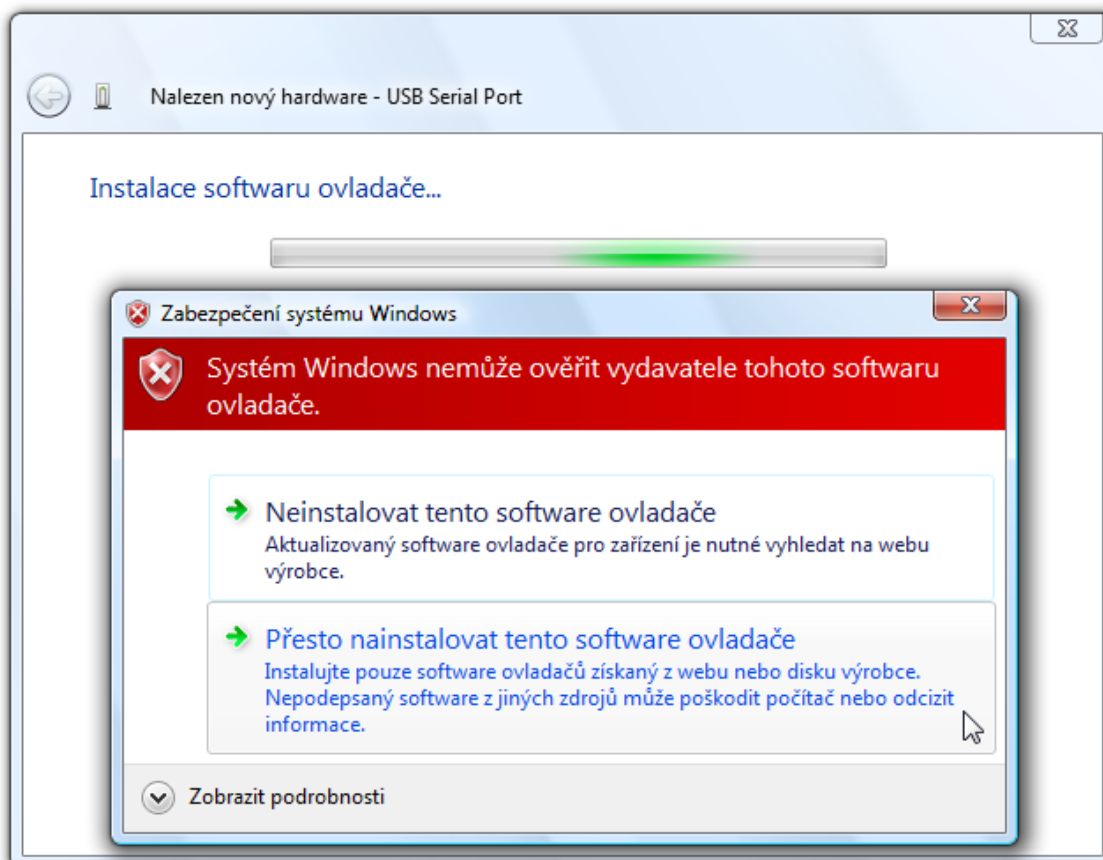 Nalezen nový hardware - USB Serial Port
Instalace softwaru ovladače...
Zabezpečení systému Windows
Systém Windows nemůže ověřit vydavatele tohoto softwaru
ovladače.
Neinstalovat tento software ovladače
Aktualizovaný software ovladače pro zařízení je nutné vyhledat na webu
výrobce.
Přesto nainstalovat tento software ovladače
Instalujte pouze software ovladačů získaný z webu nebo disku výrobce.
Nepodepsaný software z jiných zdrojů může poškodit počítač nebo odcizit
informace.
Zobrazit podrobnosti